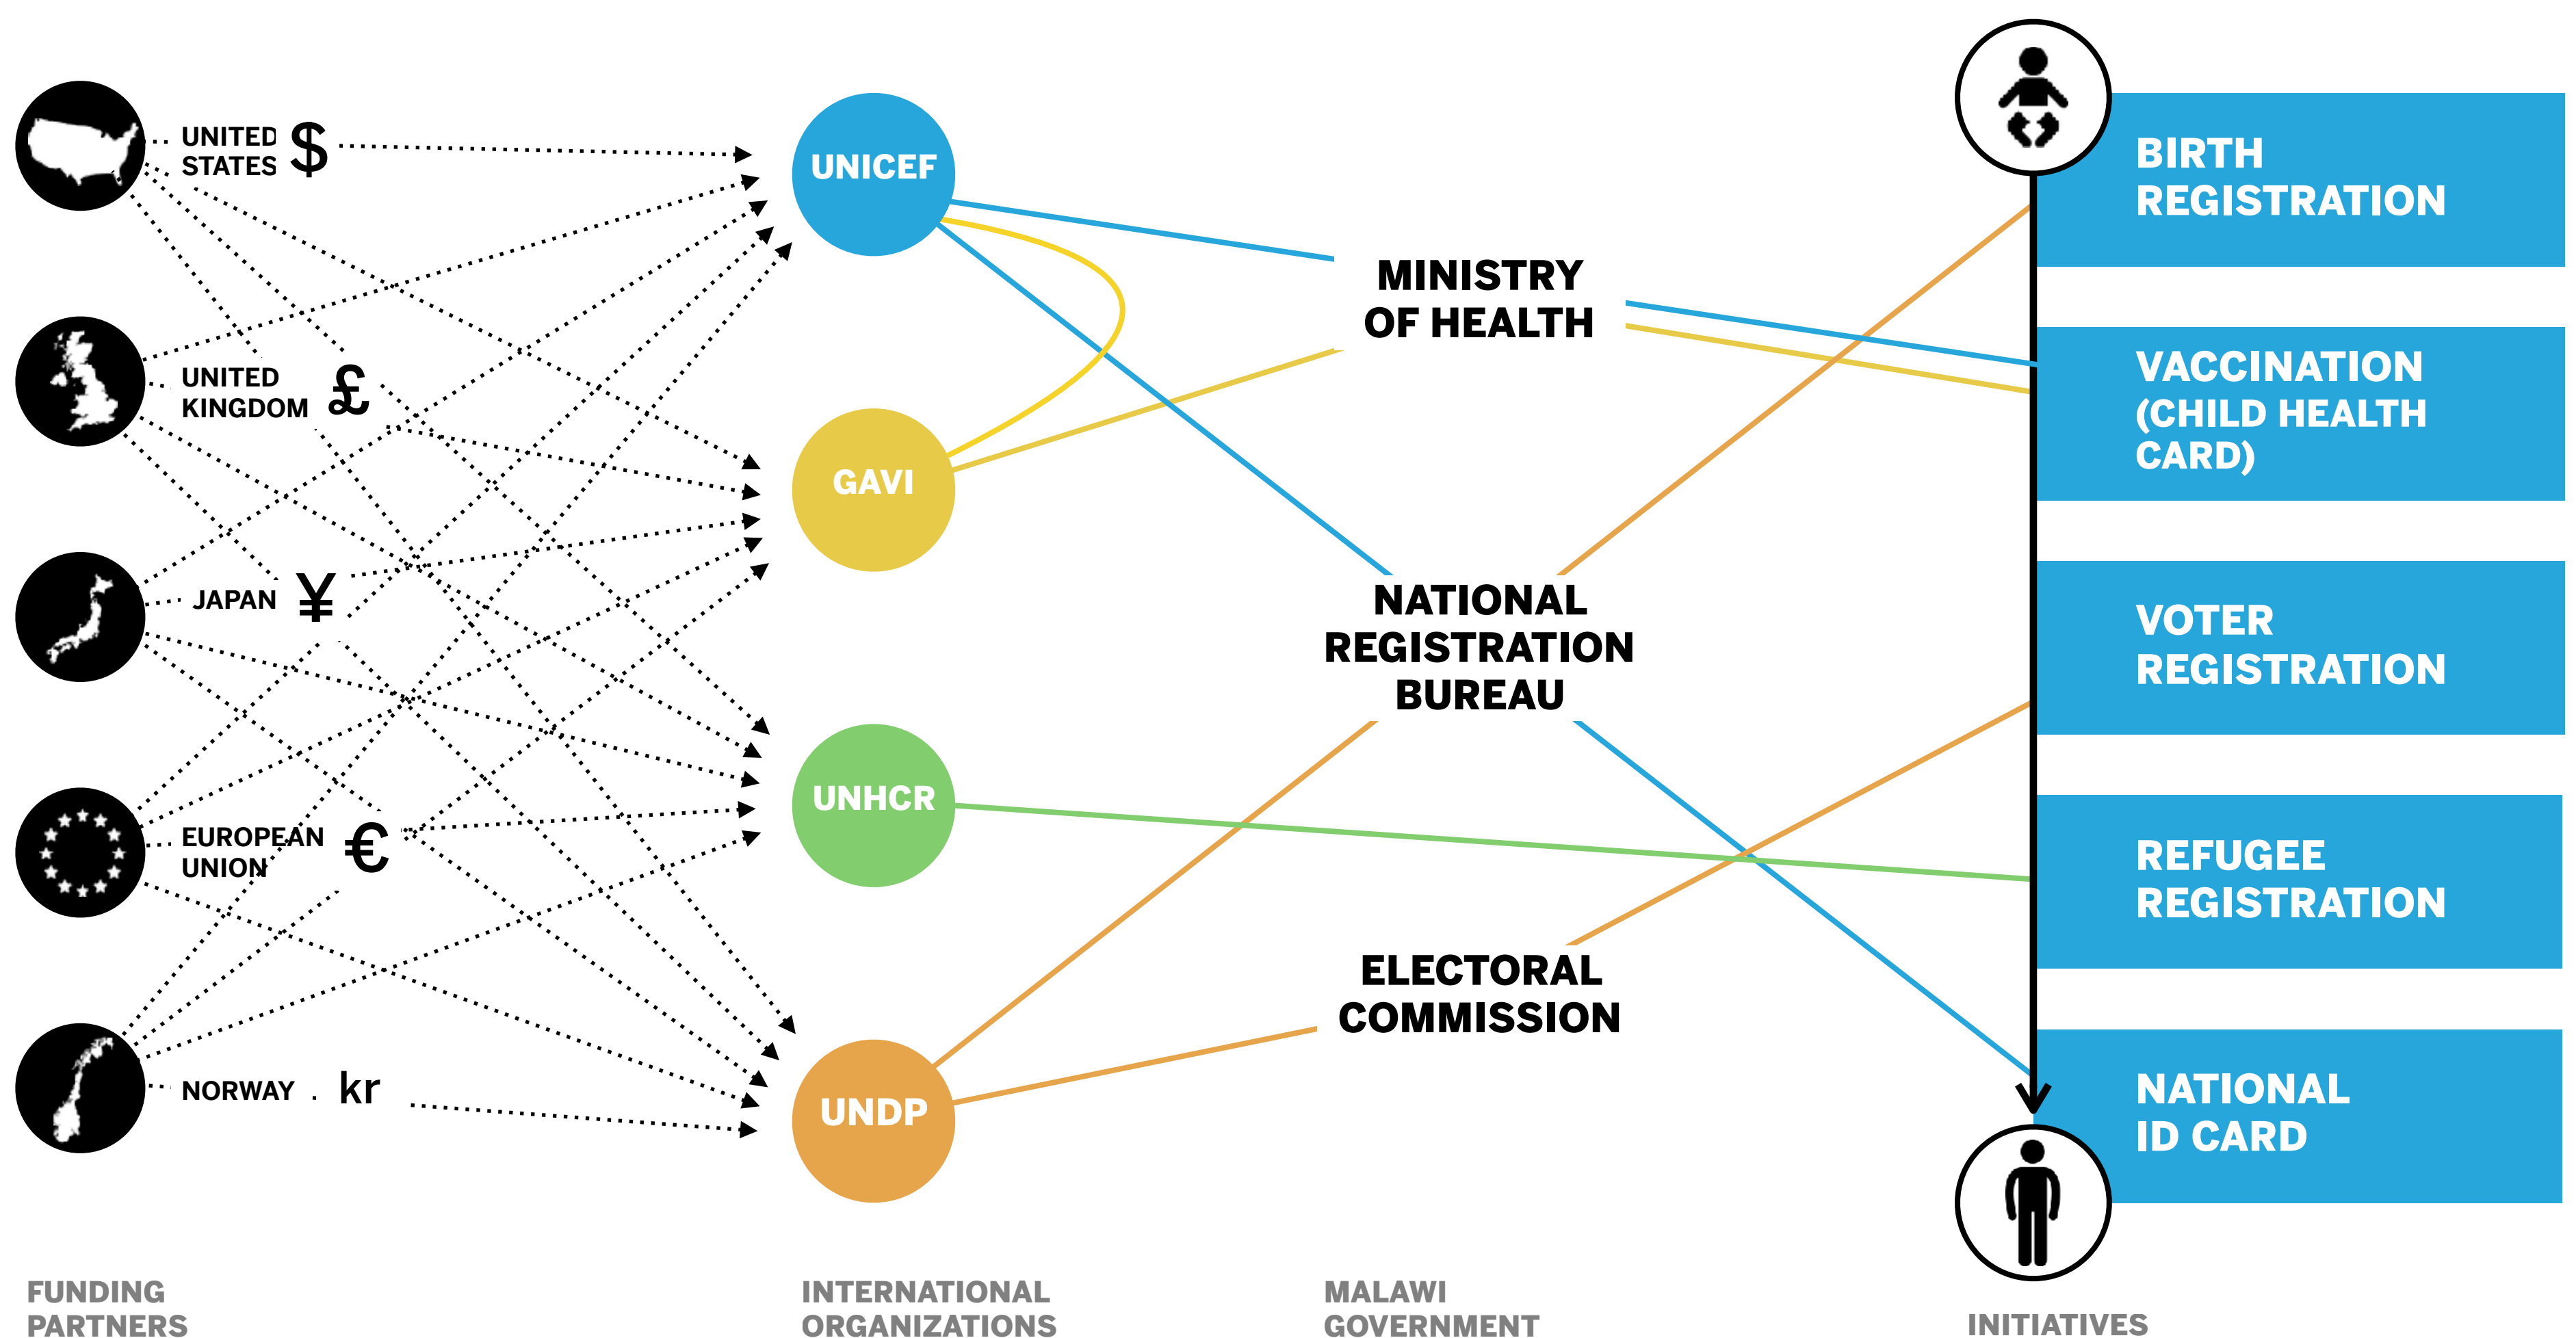 UNITED
STATES $
UNITED
KINGDOM £
JAPAN ¥
EUROPEAN
UNION €
NORWAY . kr
UNICEF
GAVI
UNHCR
UNDP
MINISTRY
OF HEALTH
NATIONAL
REGISTRATION
BUREAU
ELECTORAL
COMMISSION
BIRTH
REGISTRATION
VACCINATION
(CHILD HEALTH
CARD)
VOTER
REGISTRATION
REFUGEE
REGISTRATION
NATIONAL
ID CARD
FUNDING
PARTNERS
INTERNATIONAL
ORGANIZATIONS
MALAWI
GOVERNMENT
INITIATIVES